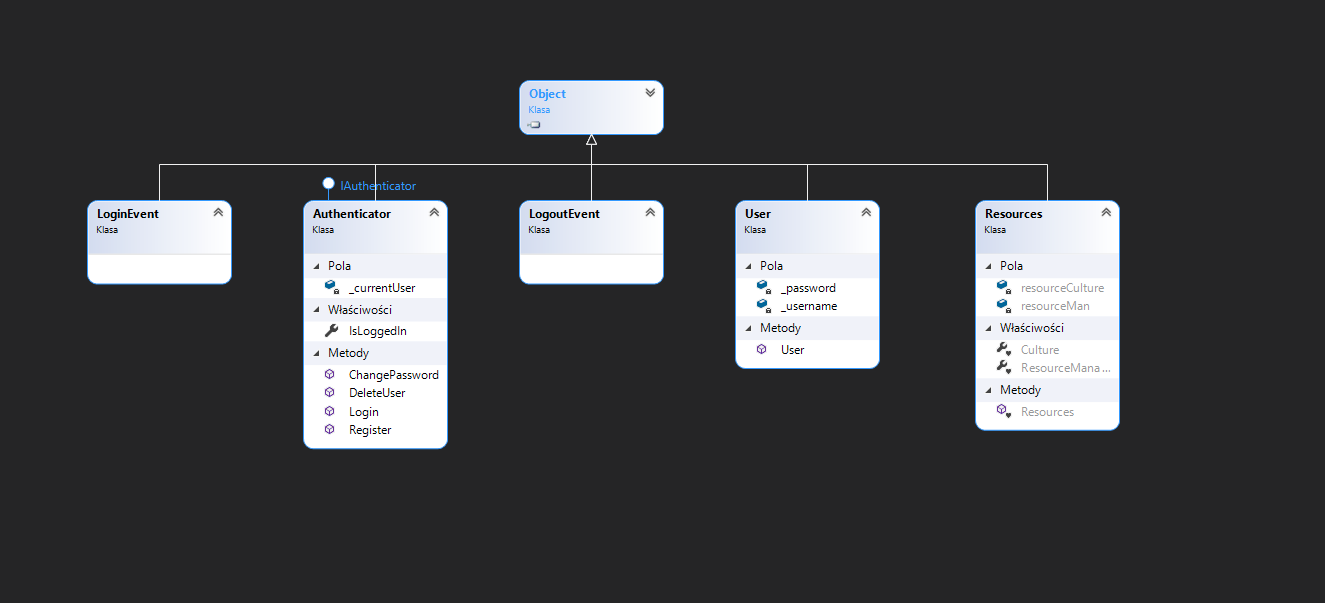 Object
Klasa
IAuthenticator
LoginEvent
Klasa
Authenticator
Klasa
Pola
_currentUser
Właściwości
IsLoggedIn
Metody
ChangePassword
DeleteUser
Login
Register
LogoutEvent
Klasa
User
Klasa
Pola
_password
_username
Metody
User
Resources
Klasa
Pola
resourceCulture
resourceMan
Właściwości
Culture
ResourceMana...
Metody
Resources